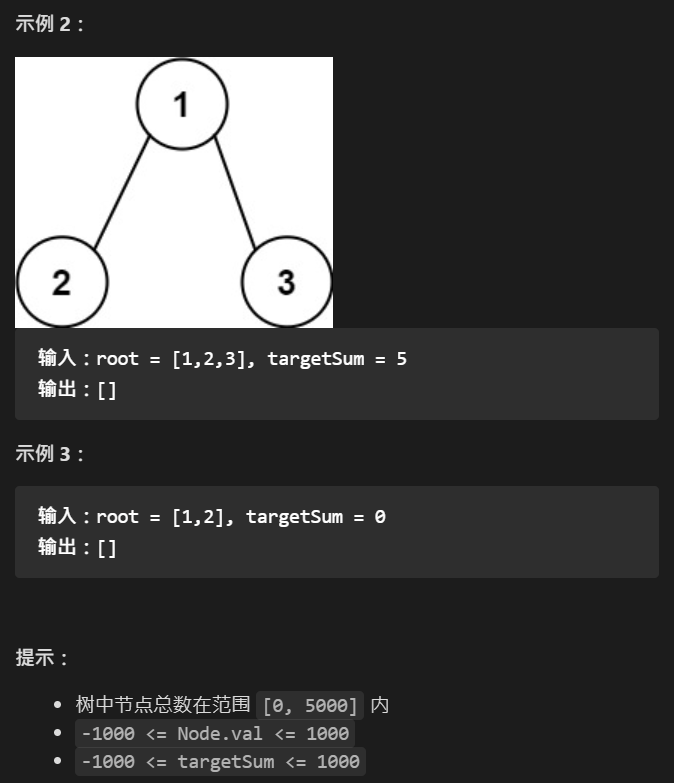 示例 2：
1
2 3
输入：root = [1,2,3], targetSum = 5
输出：[]
示例 3：
输入：root = [1,2], targetSum = 0
输出：[]
提示：
树中节点总数在范围 [0, 5000] 内
-1000 <= Node.val <= 1000
-1000 <= targetSum <= 1000